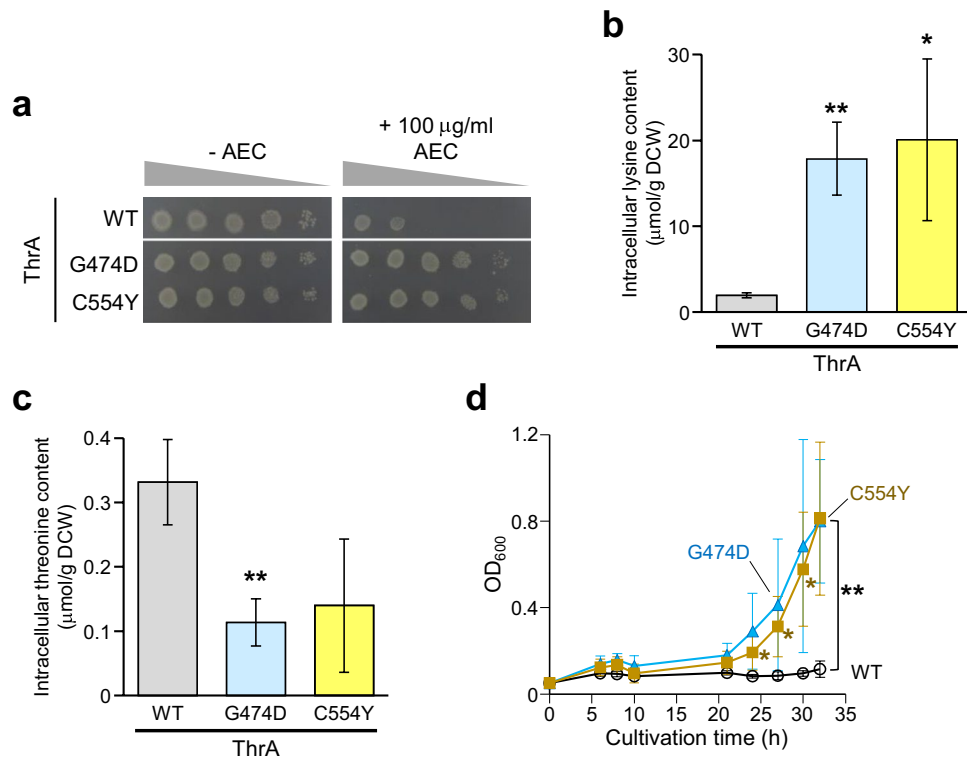 a
- AEC
+ 100 μg/ml
AEC
ThrA
WT
G474D
C554Y
b
Intracellular lysine content
(μmol/g DCW)
30
20
10
0
**
*
WT G474D C554Y
ThrA
c
Intracellular threonine content
(μmol/g DCW)
0.4
0.3
0.2
0.1
0
**
WT G474D C554Y
ThrA
d
OD600
1.2
0.8
0.4
0
C554Y
G474D
**
*
*
*
WT
0 5 10 15 20 25 30 35
Cultivation time (h)